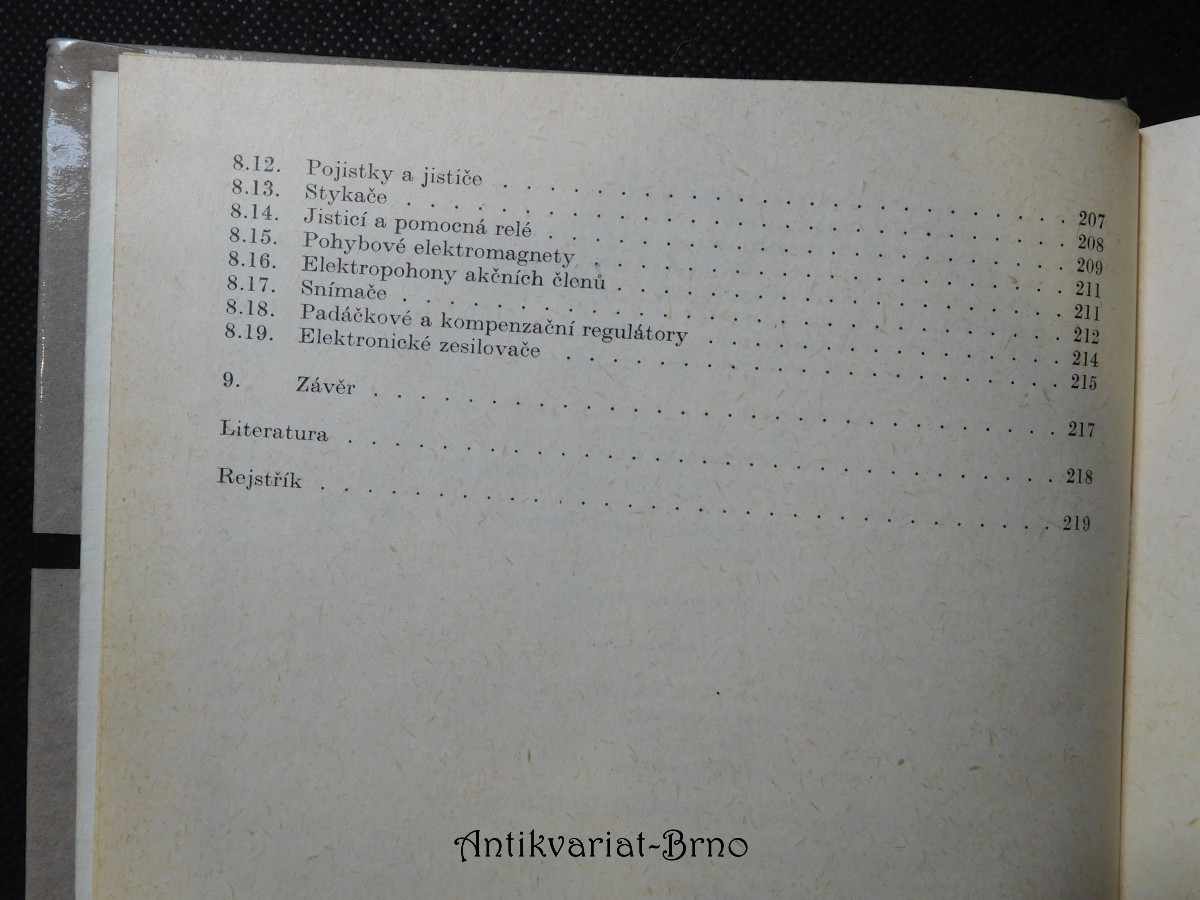 8.12. Pojistky a jističe . . . . . . . . . . . . . . . . . . . . . . . . 207
8.13. Stykače . . . . . . . . . . . . . . . . . . . . . . . . . . . . 208
8.14. Jisticí a pomocná relé . . . . . . . . . . . . . . . . . . . . . . 209
8.15. Pohybové elektromagnety . . . . . . . . . . . . . . . . . . . . 211
8.16. Elektropohony akčních členů . . . . . . . . . . . . . . . . . . . 211
8.17. Snímače . . . . . . . . . . . . . . . . . . . . . . . . . . . . 212
8.18. Padáčkové a kompenzační regulátory . . . . . . . . . . . . . . . . 214
8.19. Elektronické zesilovače . . . . . . . . . . . . . . . . . . . . . 215
9. Závěr . . . . . . . . . . . . . . . . . . . . . . . . . . . . . 217
Literatura . . . . . . . . . . . . . . . . . . . . . . . . . . . . . 218
Rejstřík . . . . . . . . . . . . . . . . . . . . . . . . . . . . . . 219
Antikvariat-Brno